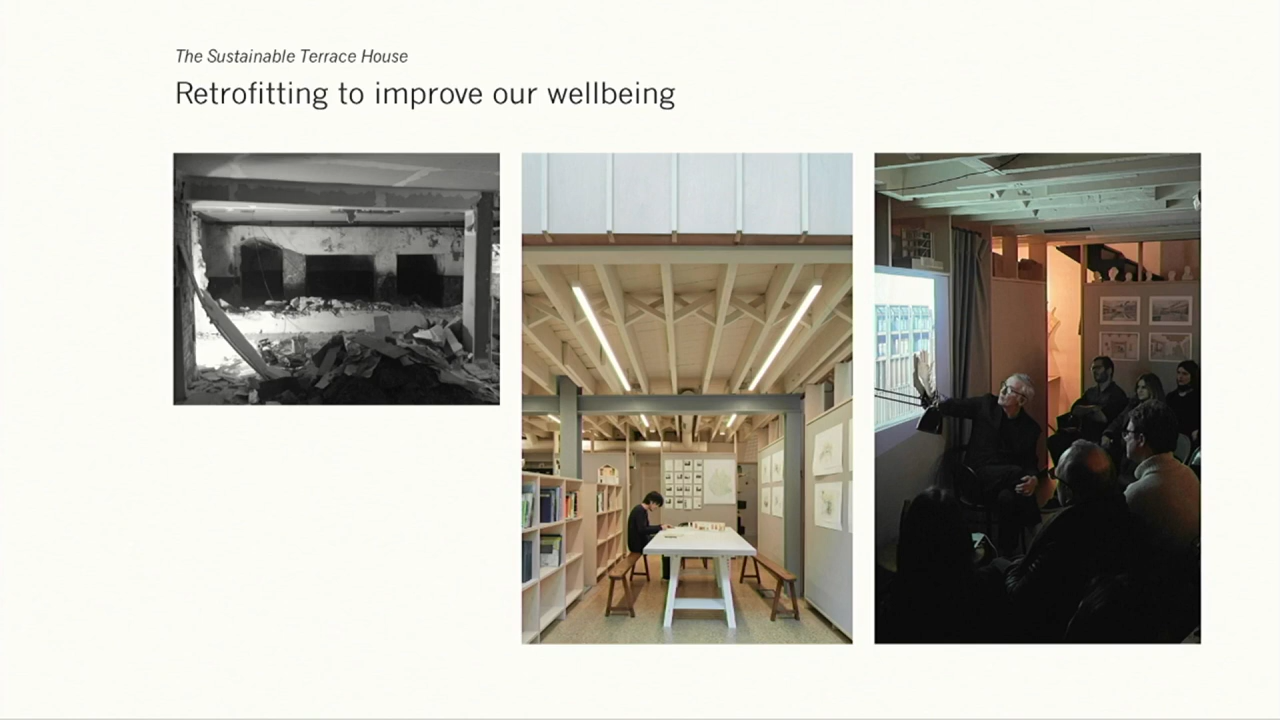 The Sustainable Terrace House
Retrofitting to improve our wellbeing